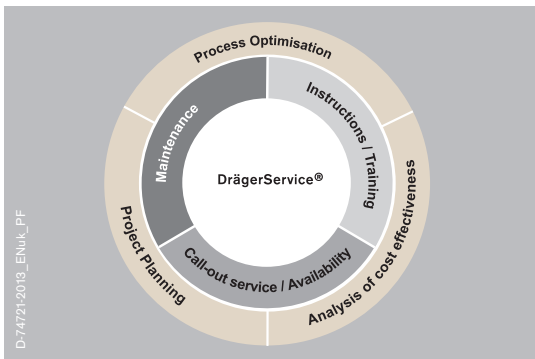 Process Optimisation
Maintenance
Instructions / Training
DrägerService®
Call-out service / Availability
Project Planning
Analysis of cost effectiveness
D-74721-2013_ENuk_PF